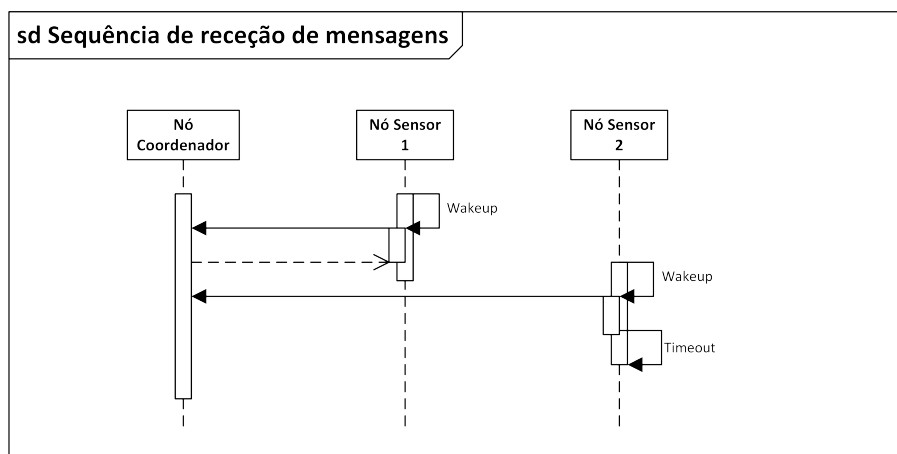 sd Sequência de receção de mensagens
Nó
Coordenador
Nó Sensor
1
Nó Sensor
2
Wakeup
Wakeup
Timeout